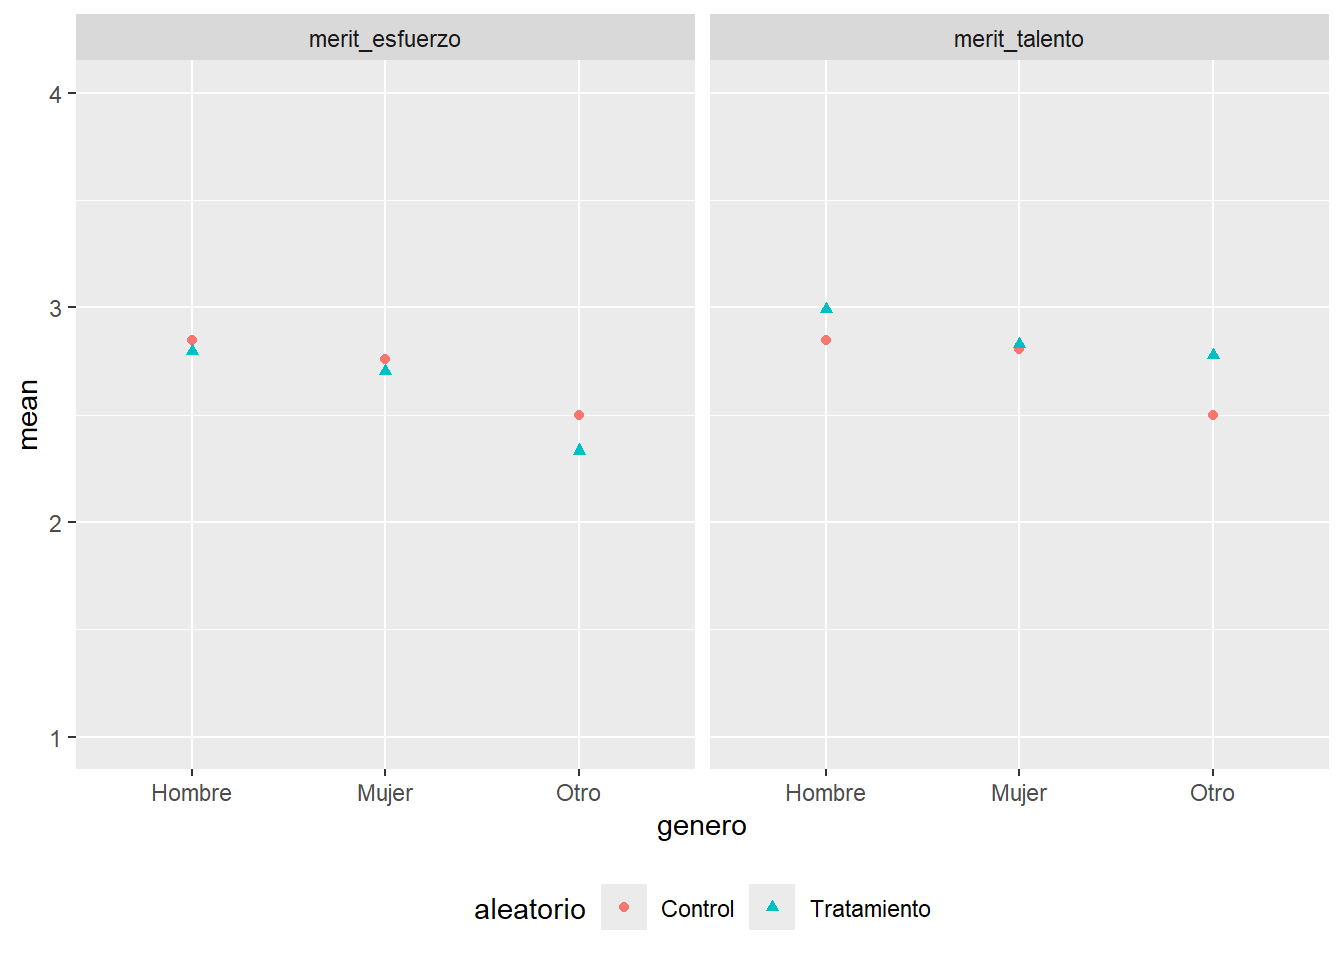 merit_esfuerzo merit_talento
4
3
2
1
mean
Hombre Mujer Otro Hombre Mujer Otro
genero
aleatorio Control Tratamiento